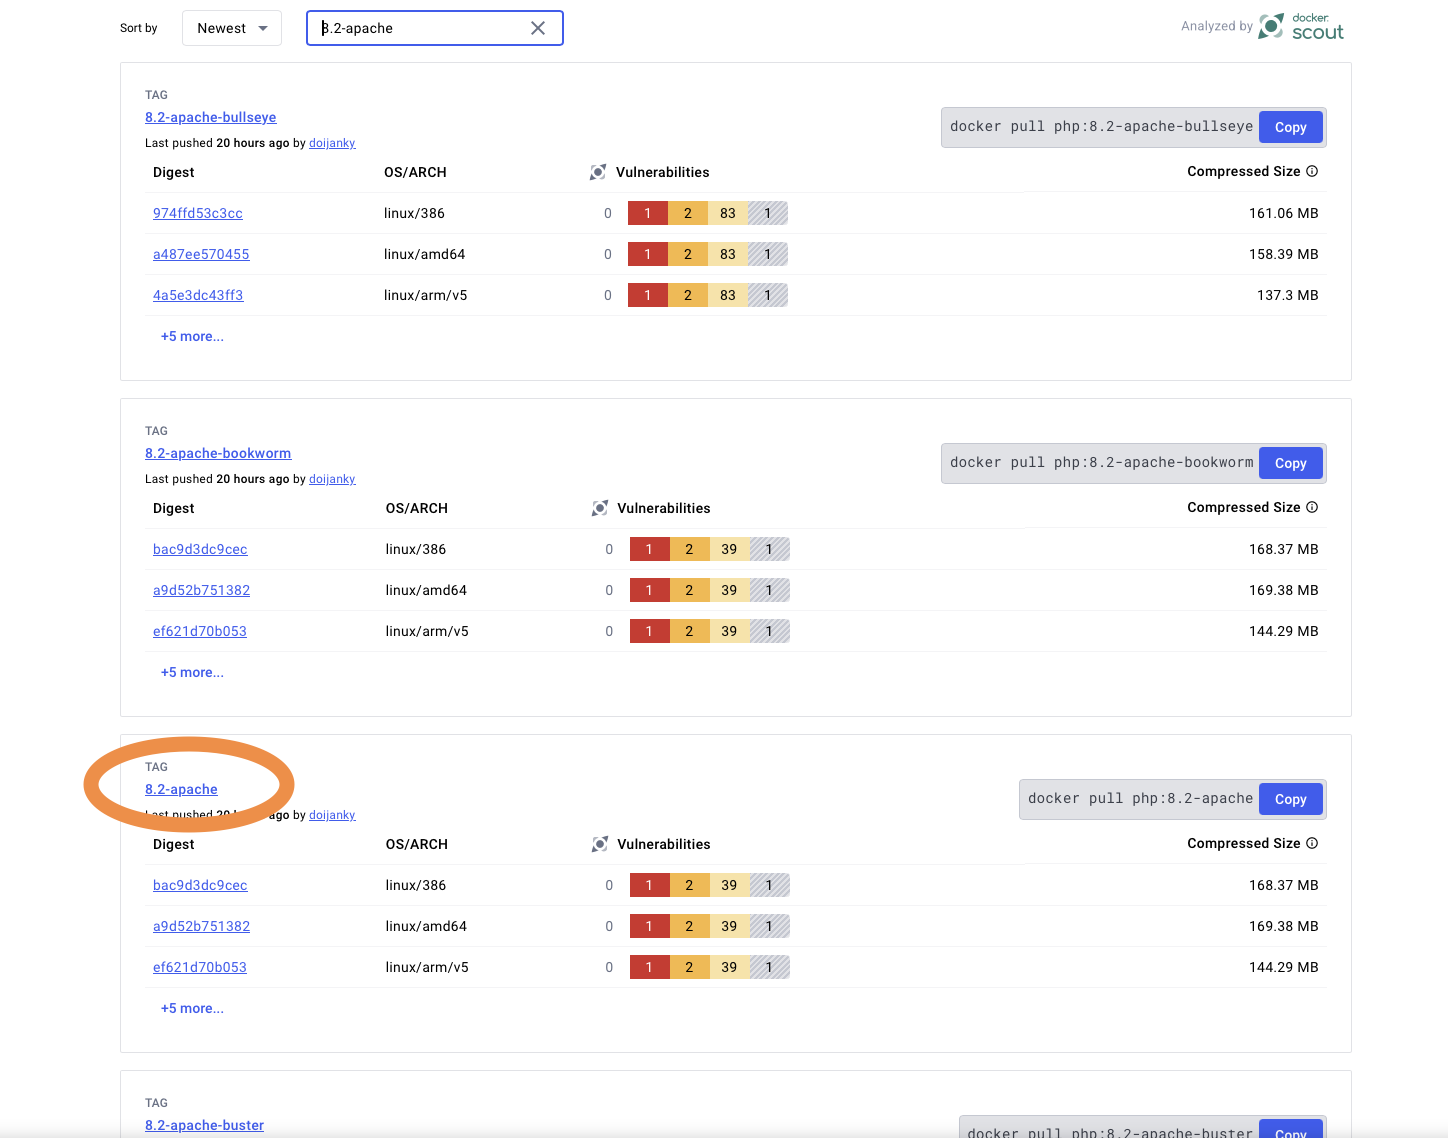 Sort by
Newest
8.2-apache
Analyzed by
docker
scout
TAG
8.2-apache-bullseye
Last pushed 20 hours ago by doijanky
docker pull php:8.2-apache-bullseye Copy
Digest OS/ARCH Vulnerabilities Compressed Size
974ffd53c3cc linux/386 0 1 2 83 1 161.06 MB
a487ee570455 linux/amd64 0 1 2 83 1 158.39 MB
4a5e3dc43ff3 linux/arm/v5 0 1 2 83 1 137.3 MB
+5 more...
TAG
8.2-apache-bookworm
Last pushed 20 hours ago by doijanky
docker pull php:8.2-apache-bookworm Copy
Digest OS/ARCH Vulnerabilities Compressed Size
bac9d3dc9cec linux/386 0 1 2 39 1 168.37 MB
a9d52b751382 linux/amd64 0 1 2 39 1 169.38 MB
ef621d70b053 linux/arm/v5 0 1 2 39 1 144.29 MB
+5 more...
TAG
8.2-apache
Last pushed 20 ago by doijanky
docker pull php:8.2-apache Copy
Digest OS/ARCH Vulnerabilities Compressed Size
bac9d3dc9cec linux/386 0 1 2 39 1 168.37 MB
a9d52b751382 linux/amd64 0 1 2 39 1 169.38 MB
ef621d70b053 linux/arm/v5 0 1 2 39 1 144.29 MB
+5 more...
TAG
8.2-apache-buster
docker pull php:8.2-apache-buster Copy